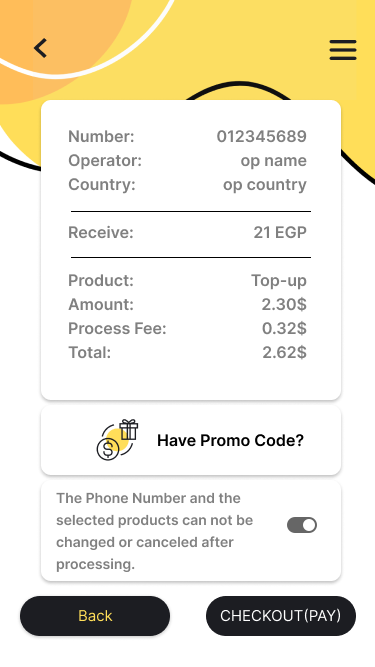 Number: 012345689
Operator: op name
Country: op country
Receive: 21 EGP
Product: Top-up
Amount: 2.30$
Process Fee: 0.32$
Total: 2.62$
$
Have Promo Code?
The Phone Number and the
selected products can not be
changed or canceled after
processing.
Back CHECKOUT(PAY)